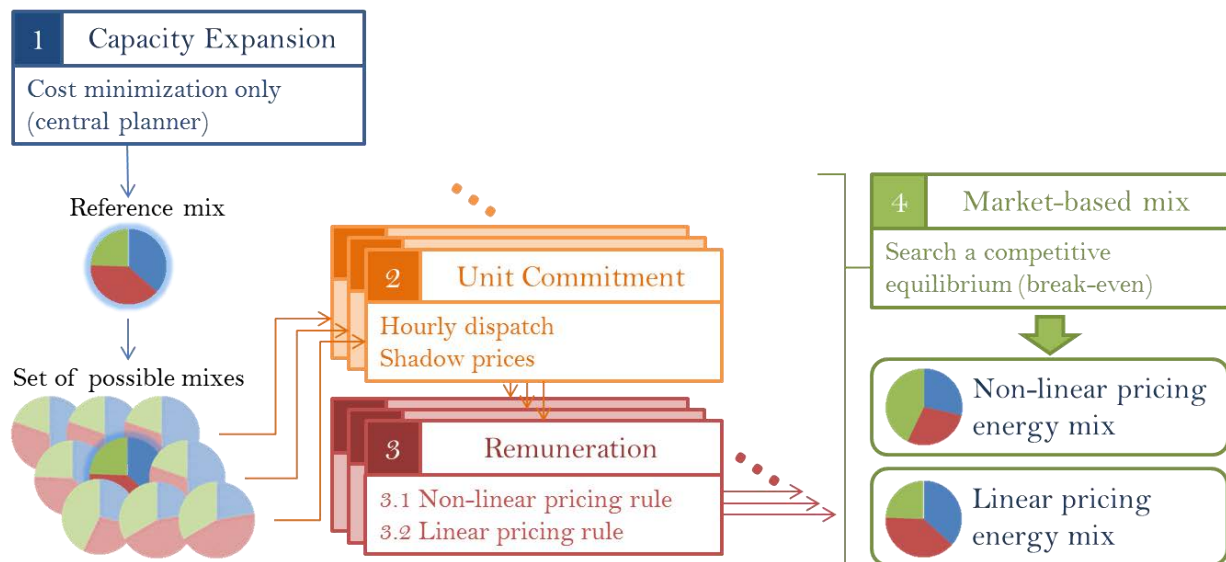 1 Capacity Expansion
Cost minimization only
(central planner)
Reference mix
Set of possible mixes
2 Unit Commitment
Hourly dispatch
Shadow prices
3 Remuneration
3.1 Non-linear pricing rule
3.2 Linear pricing rule
4 Market-based mix
Search a competitive
equilibrium (break-even)
Non-linear pricing
energy mix
Linear pricing
energy mix